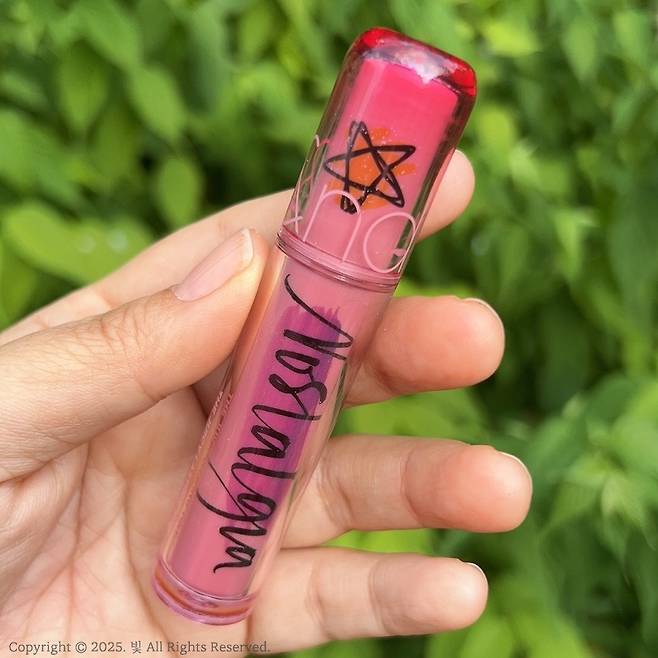 Nostalgia
Copyright © 2025. 빛 All Rights Reserved.